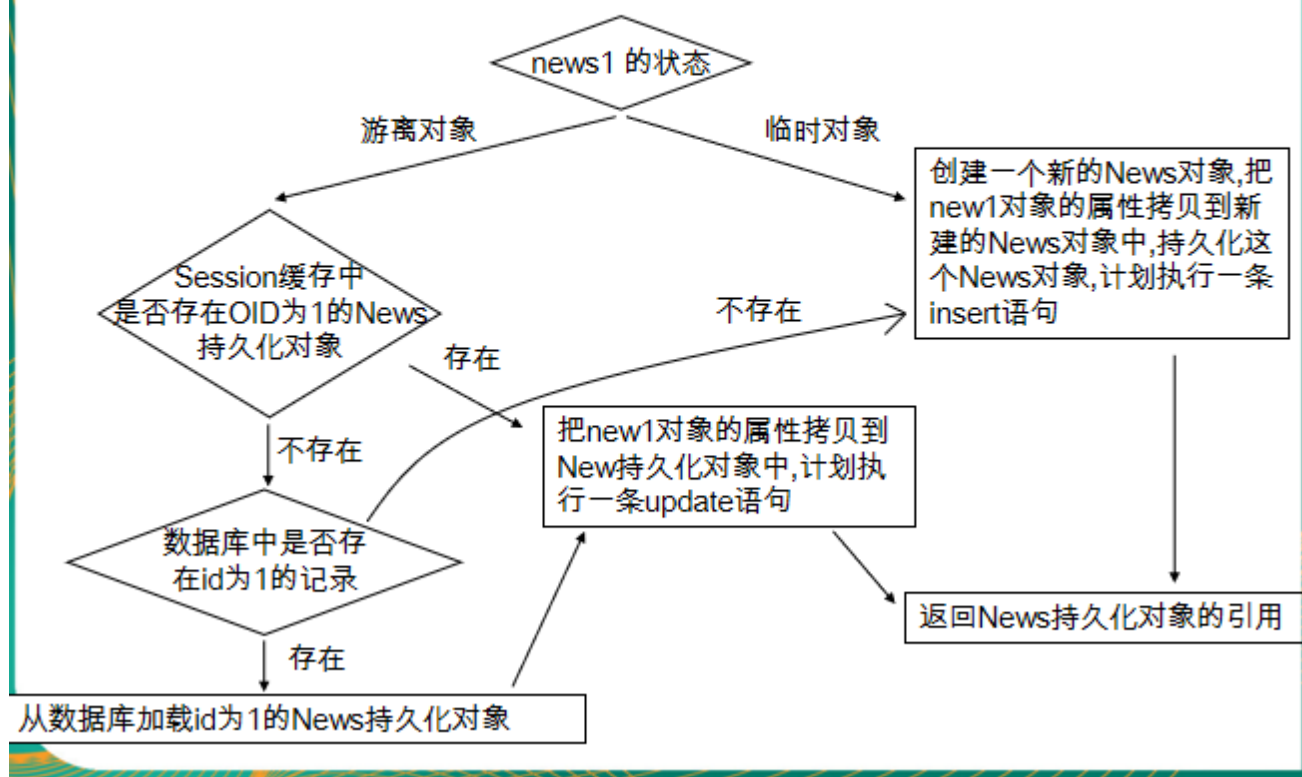 news1 的状态
游离对象
临时对象
创建一个新的News对象,把
new1对象的属性拷贝到新
建的News对象中,持久化这
个News对象,计划执行一条
insert语句
Session缓存中
是否存在OID为1的News
持久化对象
不存在
存在
把new1对象的属性拷贝到
New持久化对象中,计划执
行一条update语句
不存在
数据库中是否存
在id为1的记录
返回News持久化对象的引用
存在
从数据库加载id为1的News持久化对象